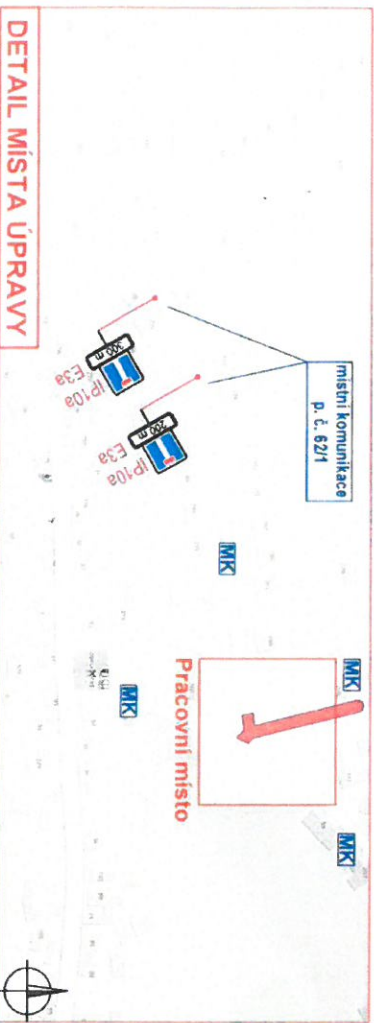 DETAIL MÍSTA ÚPRAVY
místní komunikace
p. č. 62/1
300 m
IP10a
E3a
200 m
IP10a
E3a
MK
MK
MK
MK
Pracovní místo